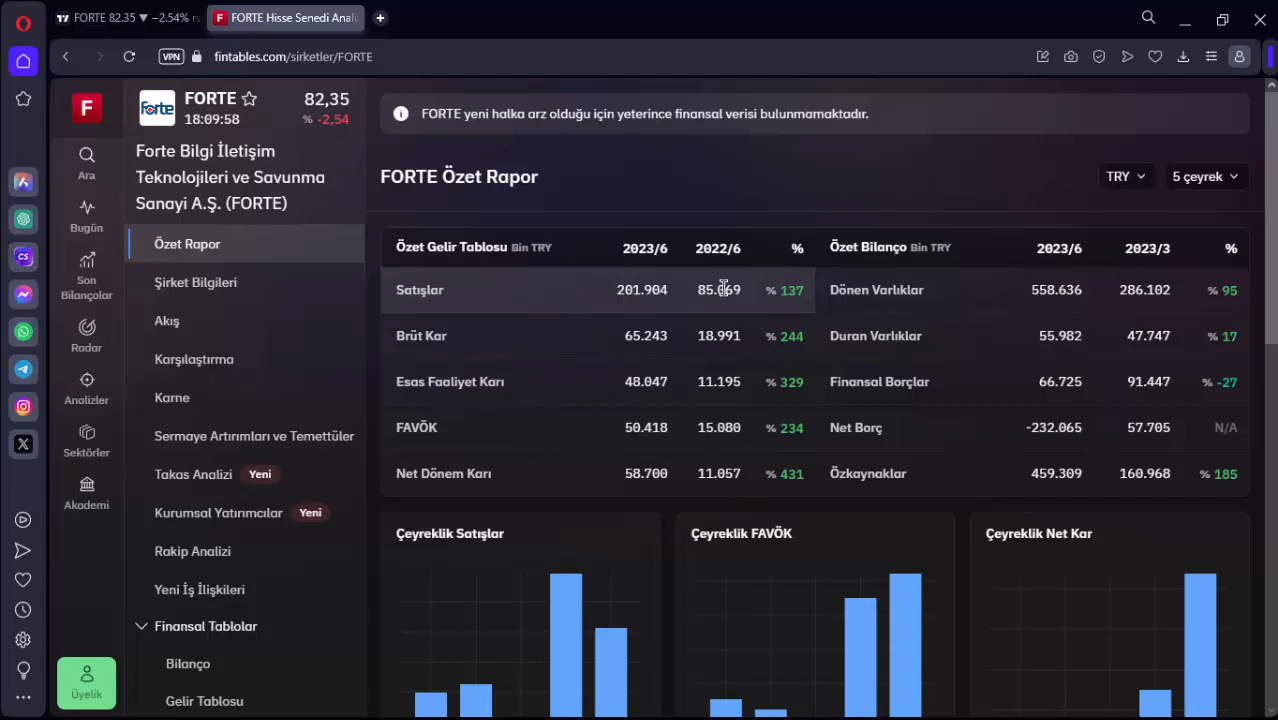 FORTE 82.35 ▼ −2.54%
FORTE Hisse Senedi Anali
VPN
fintables.com/sirketler/FORTE
F
Ara
Bugün
Son
Bilançolar
Radar
Analizler
Sektörler
Akademi
Üyelik
forte
FORTE
18:09:58
82,35
% -2,54
Forte Bilgi İletişim
Teknolojileri ve Savunma
Sanayi A.Ş. (FORTE)
Özet Rapor
Şirket Bilgileri
Akış
Karşılaştırma
Karne
Sermaye Artırımları ve Temettüler
Takas Analizi Yeni
Kurumsal Yatırımcılar Yeni
Rakip Analizi
Yeni İş İlişkileri
Finansal Tablolar
Bilanço
Gelir Tablosu
FORTE yeni halka arz olduğu için yeterince finansal verisi bulunmamaktadır.
FORTE Özet Rapor
TRY
5 çeyrek
Özet Gelir Tablosu Bin TRY 2023/6 2022/6 %
Satışlar 201.904 % 137
Brüt Kar 65.243 18.991 % 244
Esas Faaliyet Karı 48.047 11.195 % 329
FAVÖK 50.418 15.080 % 234
Net Dönem Karı 58.700 11.057 % 431
Özet Bilanço Bin TRY 2023/6 2023/3 %
Dönen Varlıklar 558.636 286.102 % 95
Duran Varlıklar 55.982 47.747 % 17
Finansal Borçlar 66.725 91.447 % -27
Net Borç -232.065 57.705 N/A
Özkaynaklar 459.309 160.968 % 185
Çeyreklik Satışlar
Çeyreklik FAVÖK
Çeyreklik Net Kar